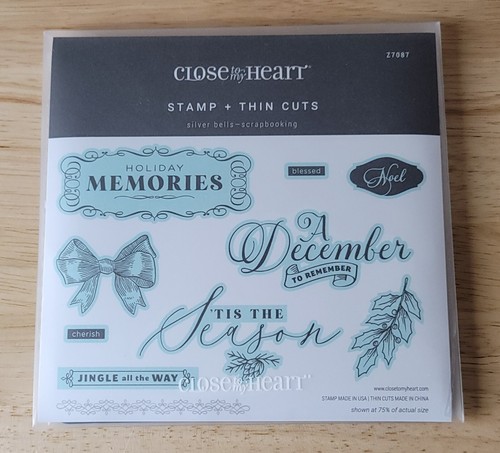 CLOSE to my HEART
Z7087
STAMP + THIN CUTS
silver bells—scrapbooking
HOLIDAY
MEMORIES
blessed
Noel
A
December
TO REMEMBER
'TIS THE
Season
cherish
JINGLE all the WAY
CLOSE to my HEART
www.closetomyheart.com
STAMP MADE IN USA | THIN CUTS MADE IN CHINA
shown at 75% of actual size